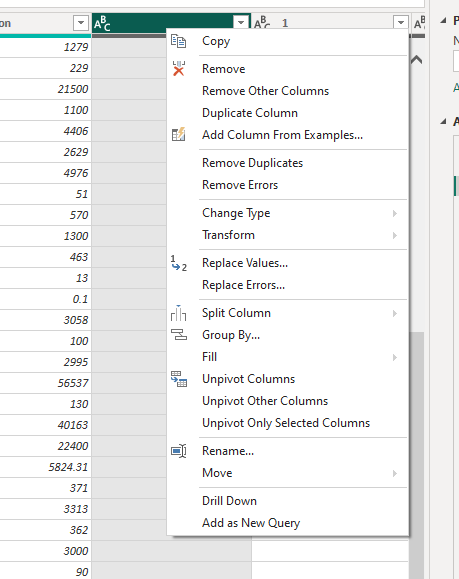 on ABC ABC 1 AB
Copy
1279
Remove
229
Remove Other Columns
21500
Duplicate Column
1100
Add Column From Examples...
4406
2629
Remove Duplicates
4976
Remove Errors
51
Change Type
570
Transform
1300
Replace Values...
463
Replace Errors...
13
0.1
Split Column
3058
Group By...
100
Fill
2995
Unpivot Columns
56537
Unpivot Other Columns
130
Unpivot Only Selected Columns
40163
Rename...
22400
Move
5824.31
371
Drill Down
3313
Add as New Query
362
3000
90